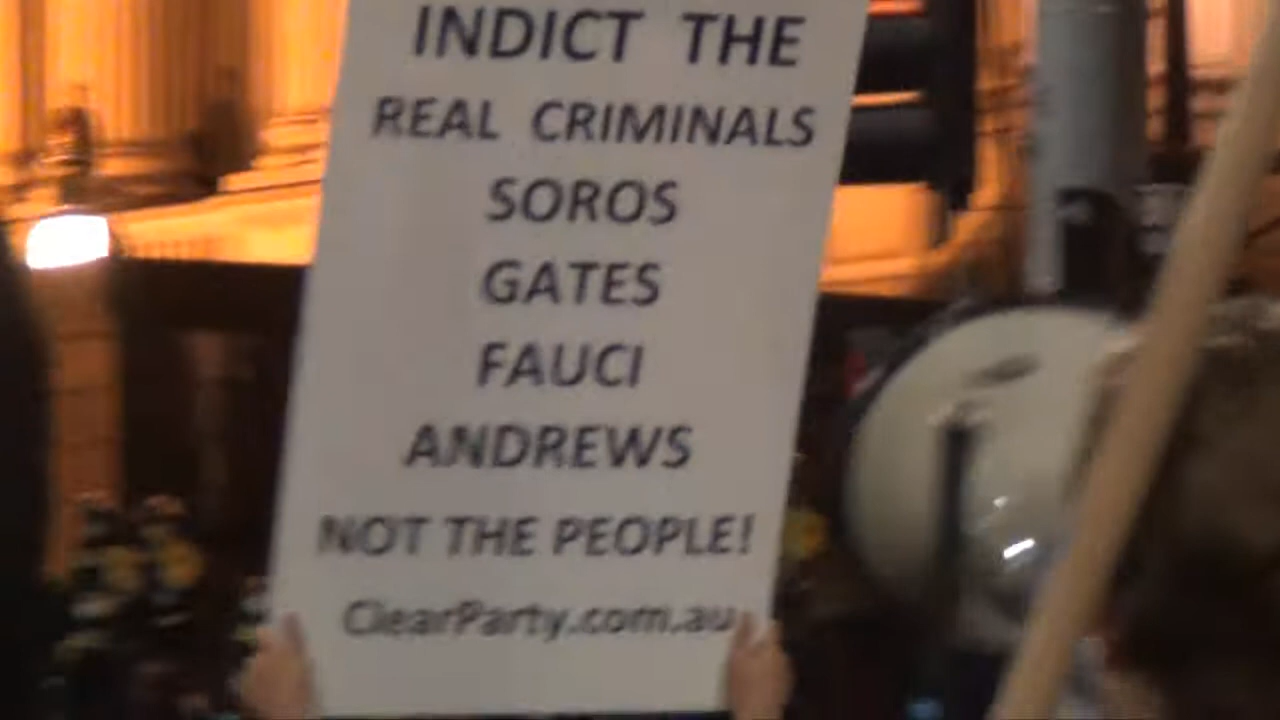 INDICT THE
REAL CRIMINALS
SOROS
GATES
FAUCI
ANDREWS
NOT THE PEOPLE!
ClearParty.com.au